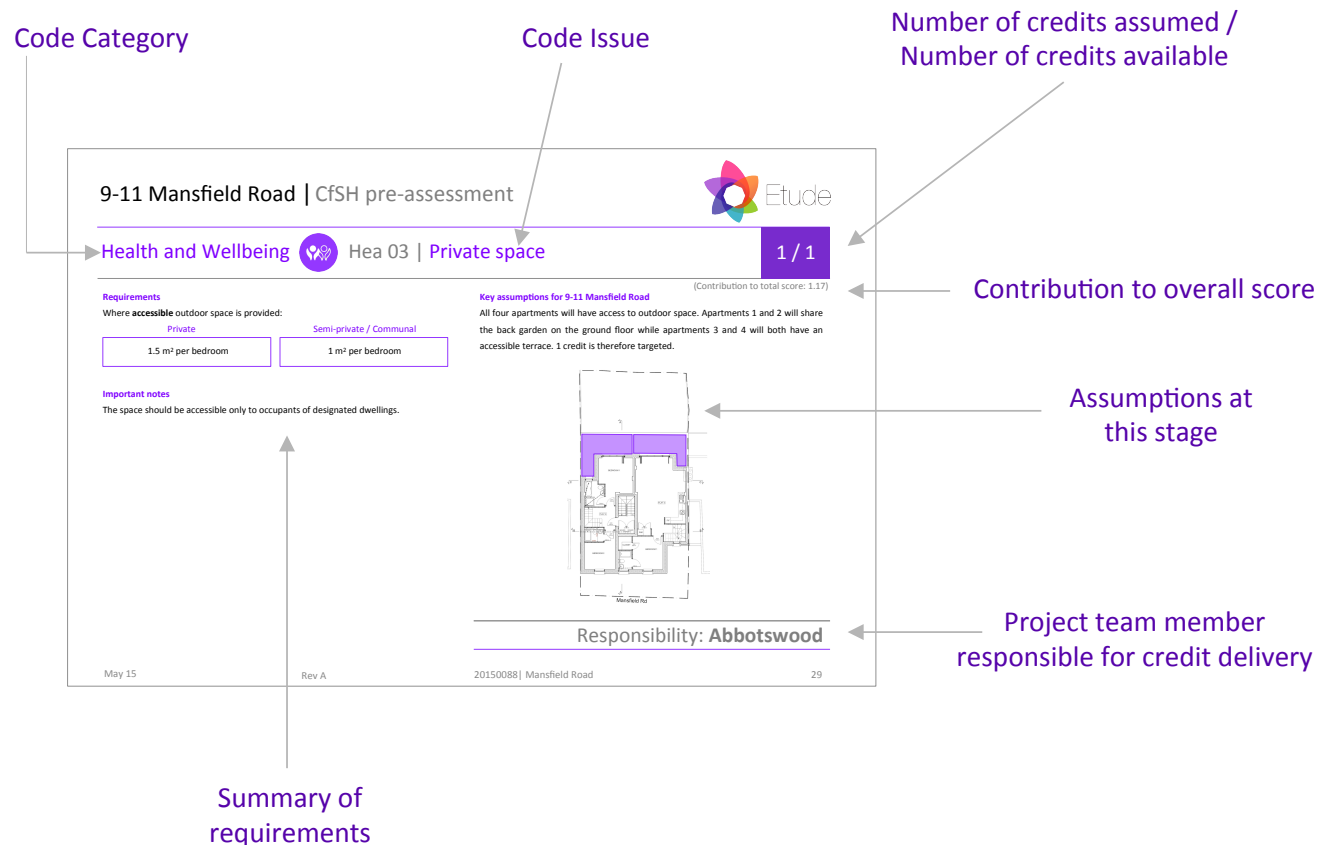 Code Category
Code Issue
Number of credits assumed /
Number of credits available
9-11 Mansfield Road | CfSH pre-assessment
Etude
Health and Wellbeing Hea 03 | Private space
1 / 1
(Contribution to total score: 1.17)
Contribution to overall score
Requirements
Where accessible outdoor space is provided:
Private
Semi-private / Communal
1.5 m² per bedroom
1 m² per bedroom
Important notes
The space should be accessible only to occupants of designated dwellings.
Key assumptions for 9-11 Mansfield Road
All four apartments will have access to outdoor space. Apartments 1 and 2 will share
the back garden on the ground floor while apartments 3 and 4 will both have an
accessible terrace. 1 credit is therefore targeted.
Assumptions at
this stage
Mansfield Rd
Responsibility: Abbotswood
Project team member
responsible for credit delivery
May 15
Rev A
20150088| Mansfield Road
29
Summary of
requirements